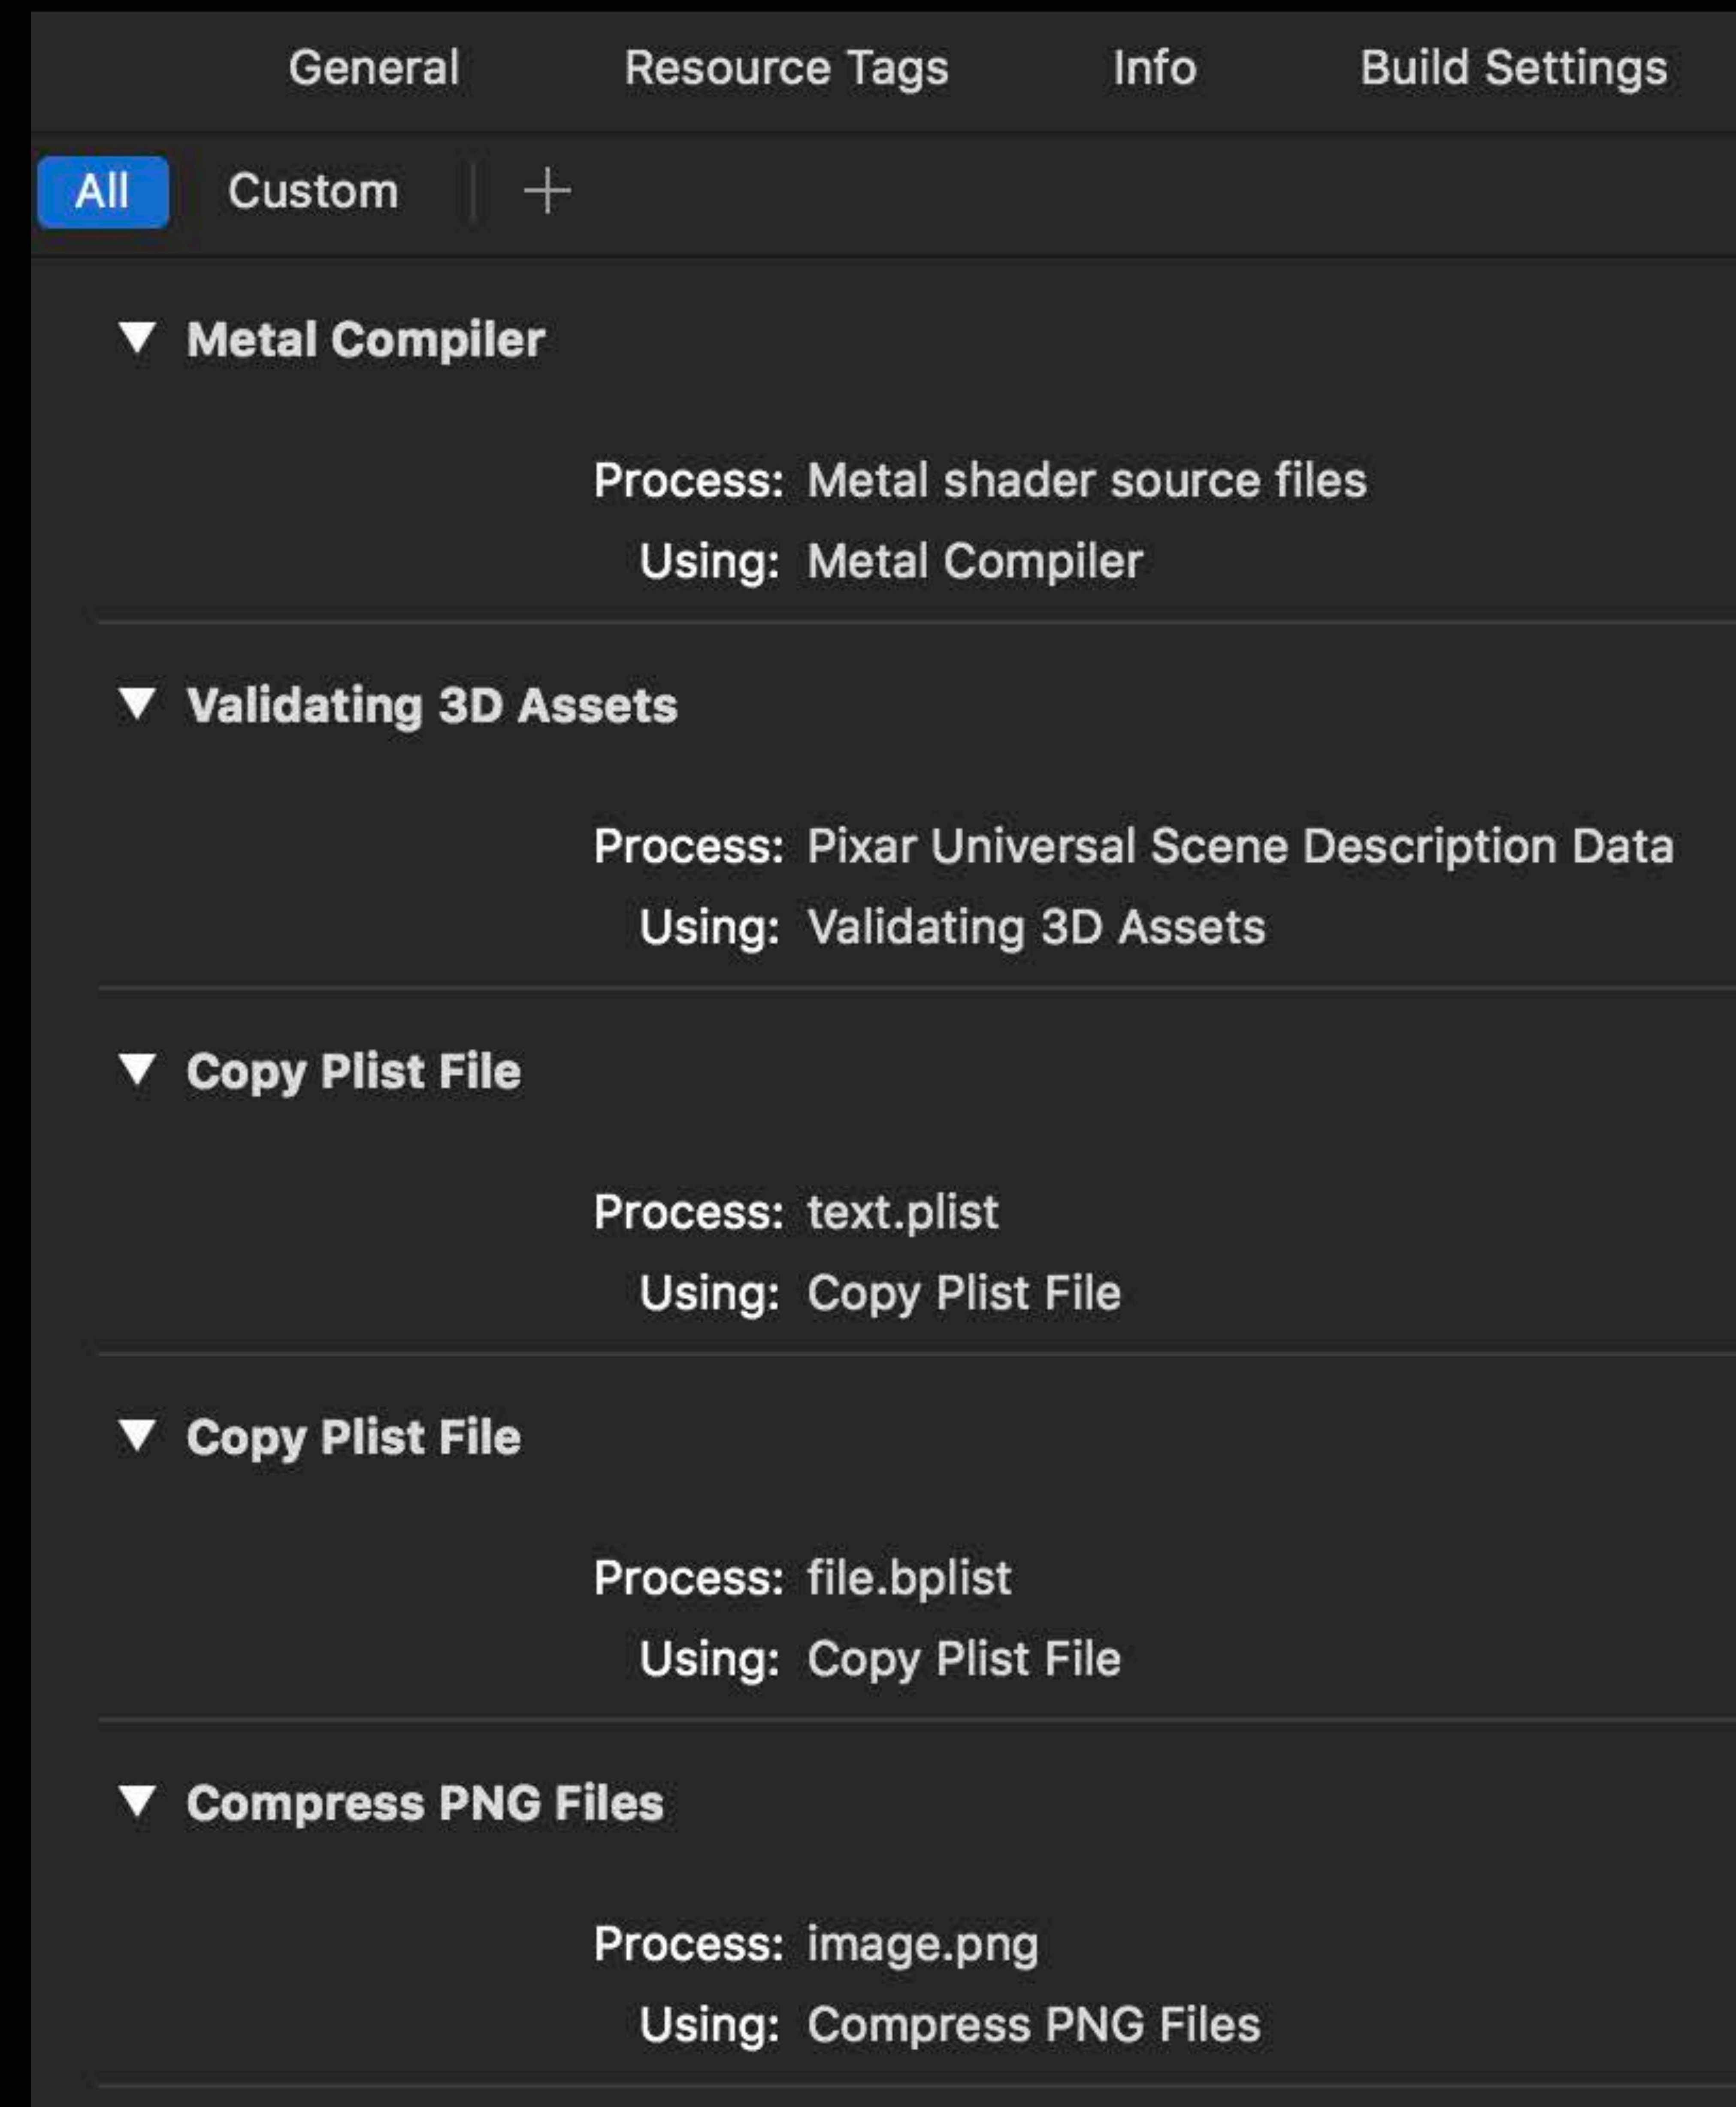 General Resource Tags Info Build Settings
All Custom
Metal Compiler
Process: Metal shader source files
Using: Metal Compiler
Validating 3D Assets
Process: Pixar Universal Scene Description Data
Using: Validating 3D Assets
Copy Plist File
Process: text.plist
Using: Copy Plist File
Copy Plist File
Process: file.bplist
Using: Copy Plist File
Compress PNG Files
Process: image.png
Using: Compress PNG Files